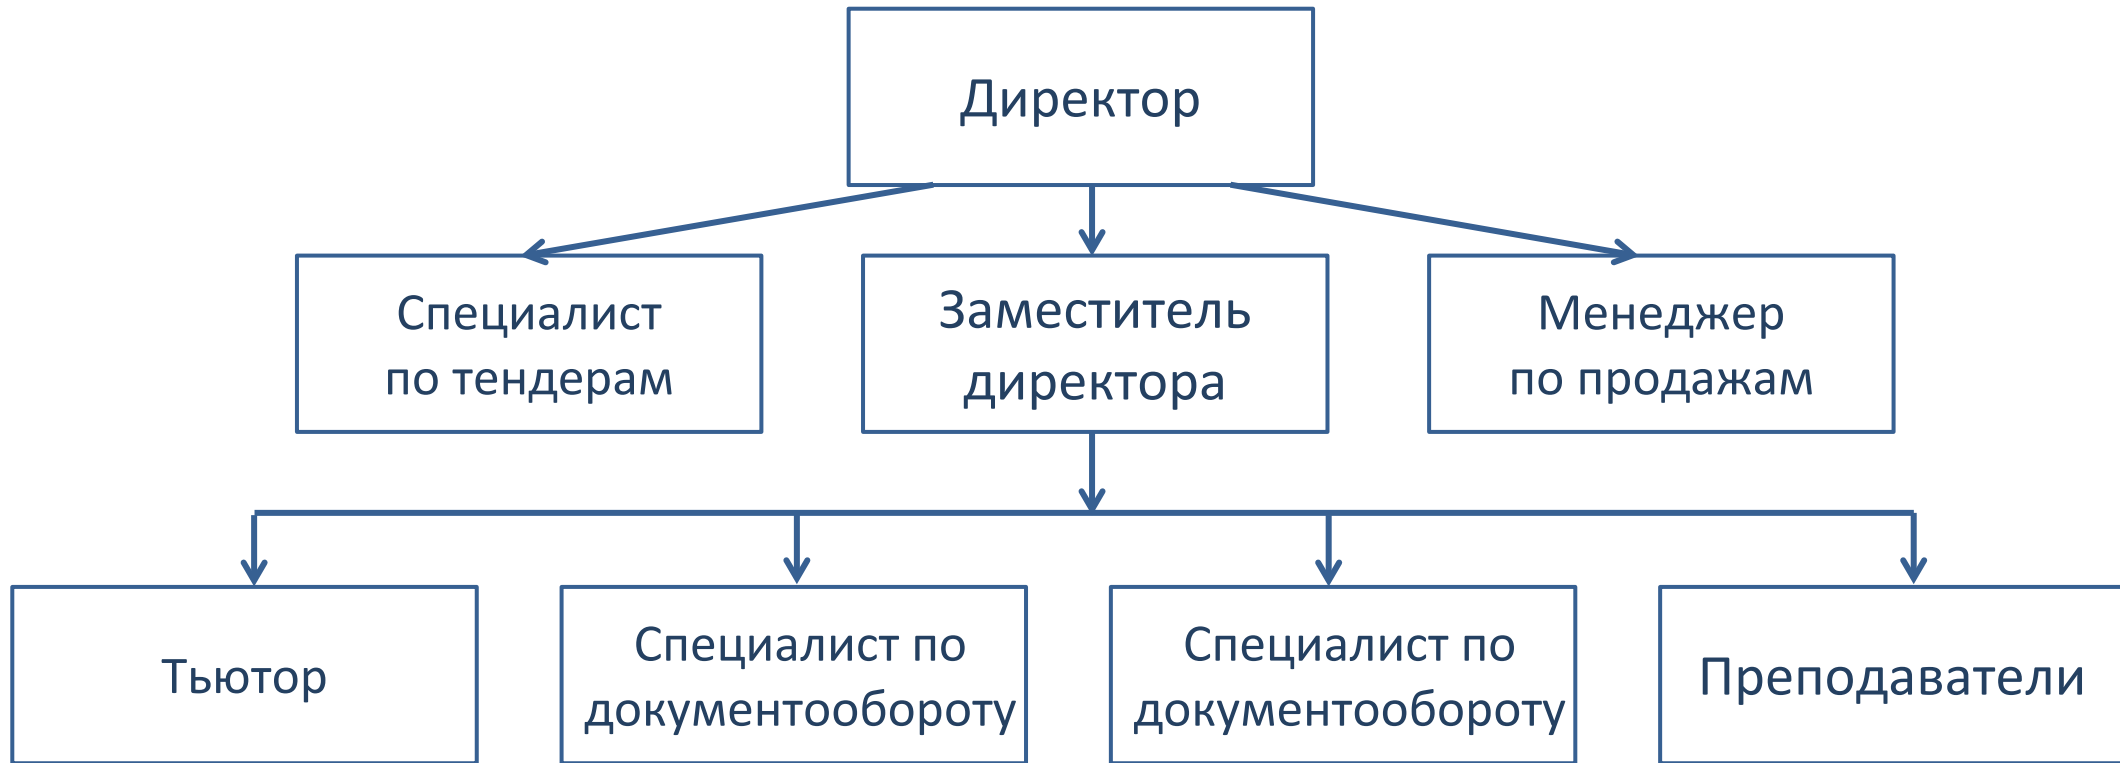 Директор
Специалист
по тендерам
Заместитель
директора
Менеджер
по продажам
Тьютор
Специалист по
документообороту
Специалист по
документообороту
Преподаватели